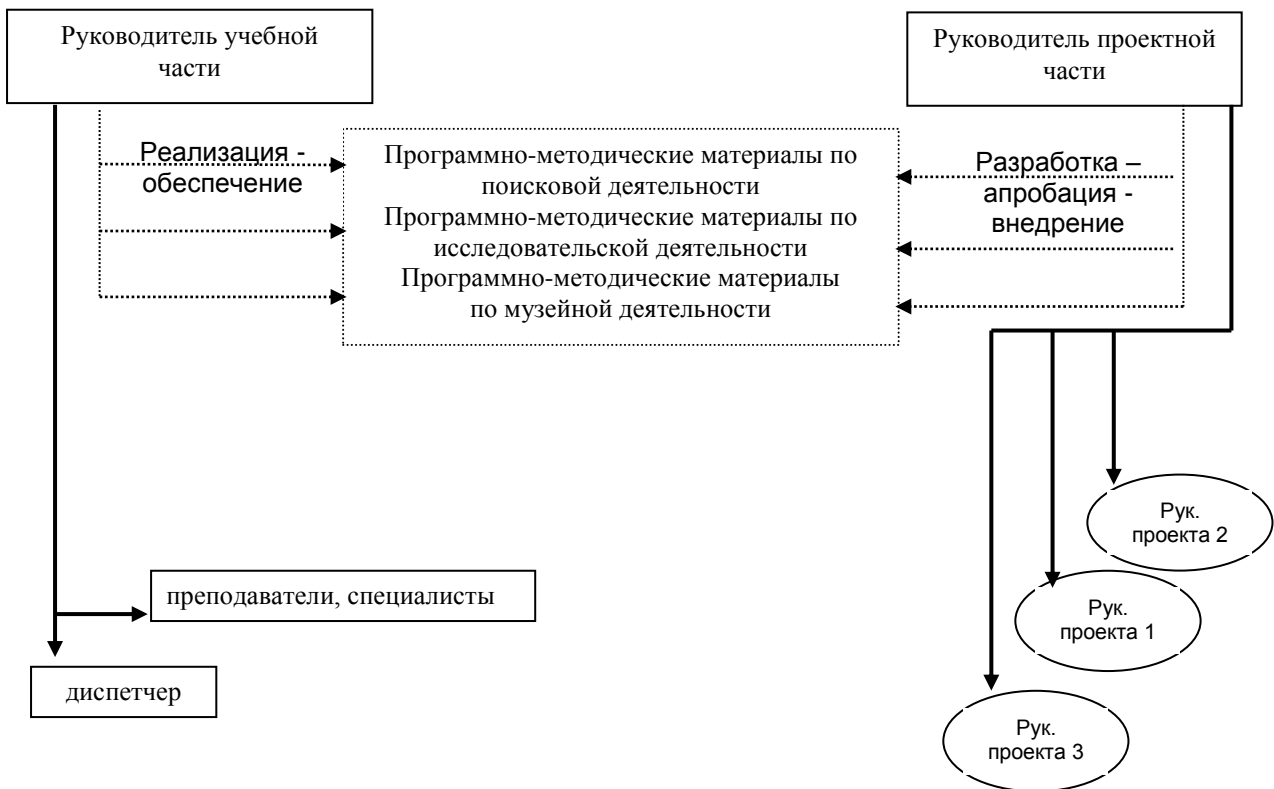 Руководитель учебной
части
Руководитель проектной
части
Реализация -
обеспечение
Программно-методические материалы по
поисковой деятельности
Программно-методические материалы по
исследовательской деятельности
Программно-методические материалы
по музейной деятельности
Разработка –
апробация -
внедрение
Рук.
проекта 2
преподаватели, специалисты
Рук.
проекта 1
диспетчер
Рук.
проекта 3